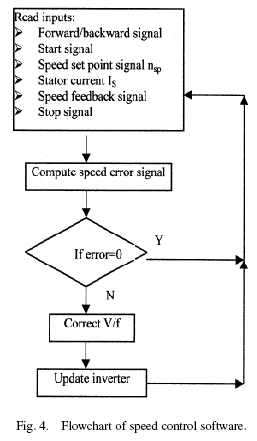 Read inputs:
Forward/backward signal
Start signal
Speed set point signal nsp
Stator current IS
Speed feedback signal
Stop signal
Compute speed error signal
If error=0
Y
N
Correct V/f
Update inverter
Fig. 4. Flowchart of speed control software.